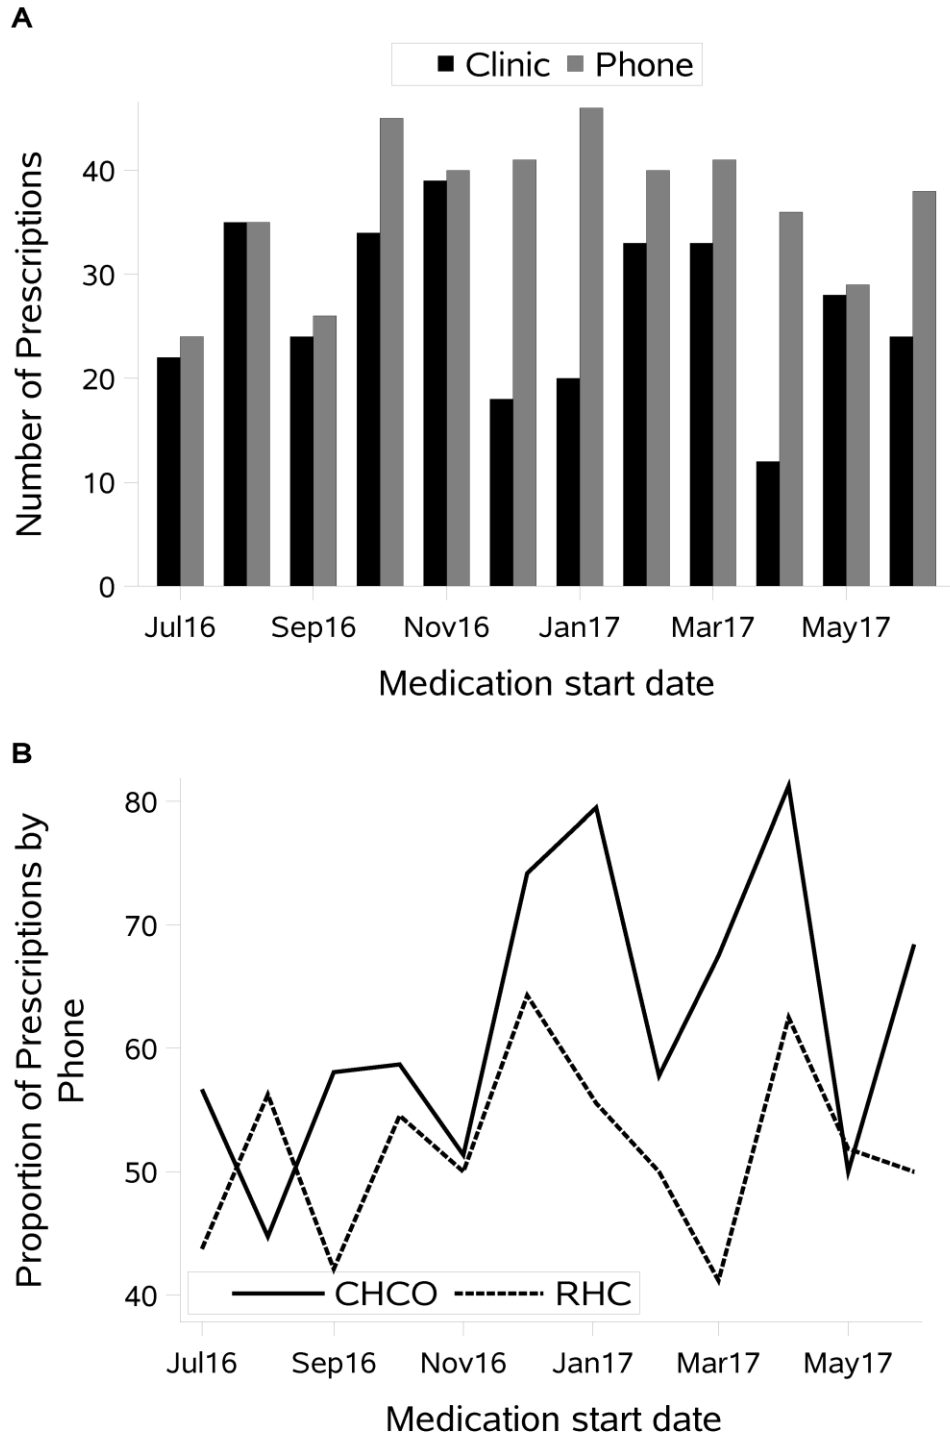 A
Clinic Phone
Number of Prescriptions
40
30
20
10
0
Jul16 Sep16 Nov16 Jan17 Mar17 May17
Medication start date
B
Proportion of Prescriptions by
Phone
80
70
60
50
40
CHCO RHC
Jul16 Sep16 Nov16 Jan17 Mar17 May17
Medication start date